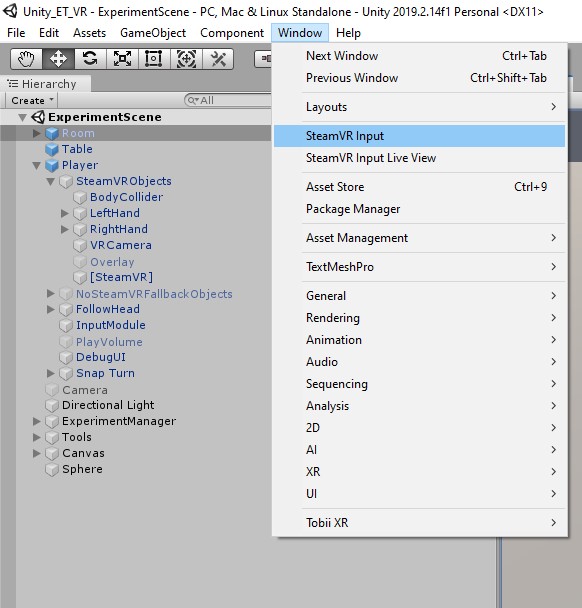 Unity_ET_VR - ExperimentScene - PC, Mac & Linux Standalone - Unity 2019.2.14f1 Personal <DX11>
File Edit Assets GameObject Component Window Help
Hierarchy
Create All
ExperimentScene
Room
Table
Player
SteamVRObjects
BodyCollider
LeftHand
RightHand
VRCamera
Overlay
[SteamVR]
NoSteamVRFallbackObjects
FollowHead
InputModule
PlayVolume
DebugUI
Snap Turn
Camera
Directional Light
ExperimentManager
Tools
Canvas
Sphere
Next Window Ctrl+Tab
Previous Window Ctrl+Shift+Tab
Layouts
SteamVR Input
SteamVR Input Live View
Asset Store Ctrl+9
Package Manager
Asset Management
TextMeshPro
General
Rendering
Animation
Audio
Sequencing
Analysis
2D
AI
XR
UI
Tobii XR